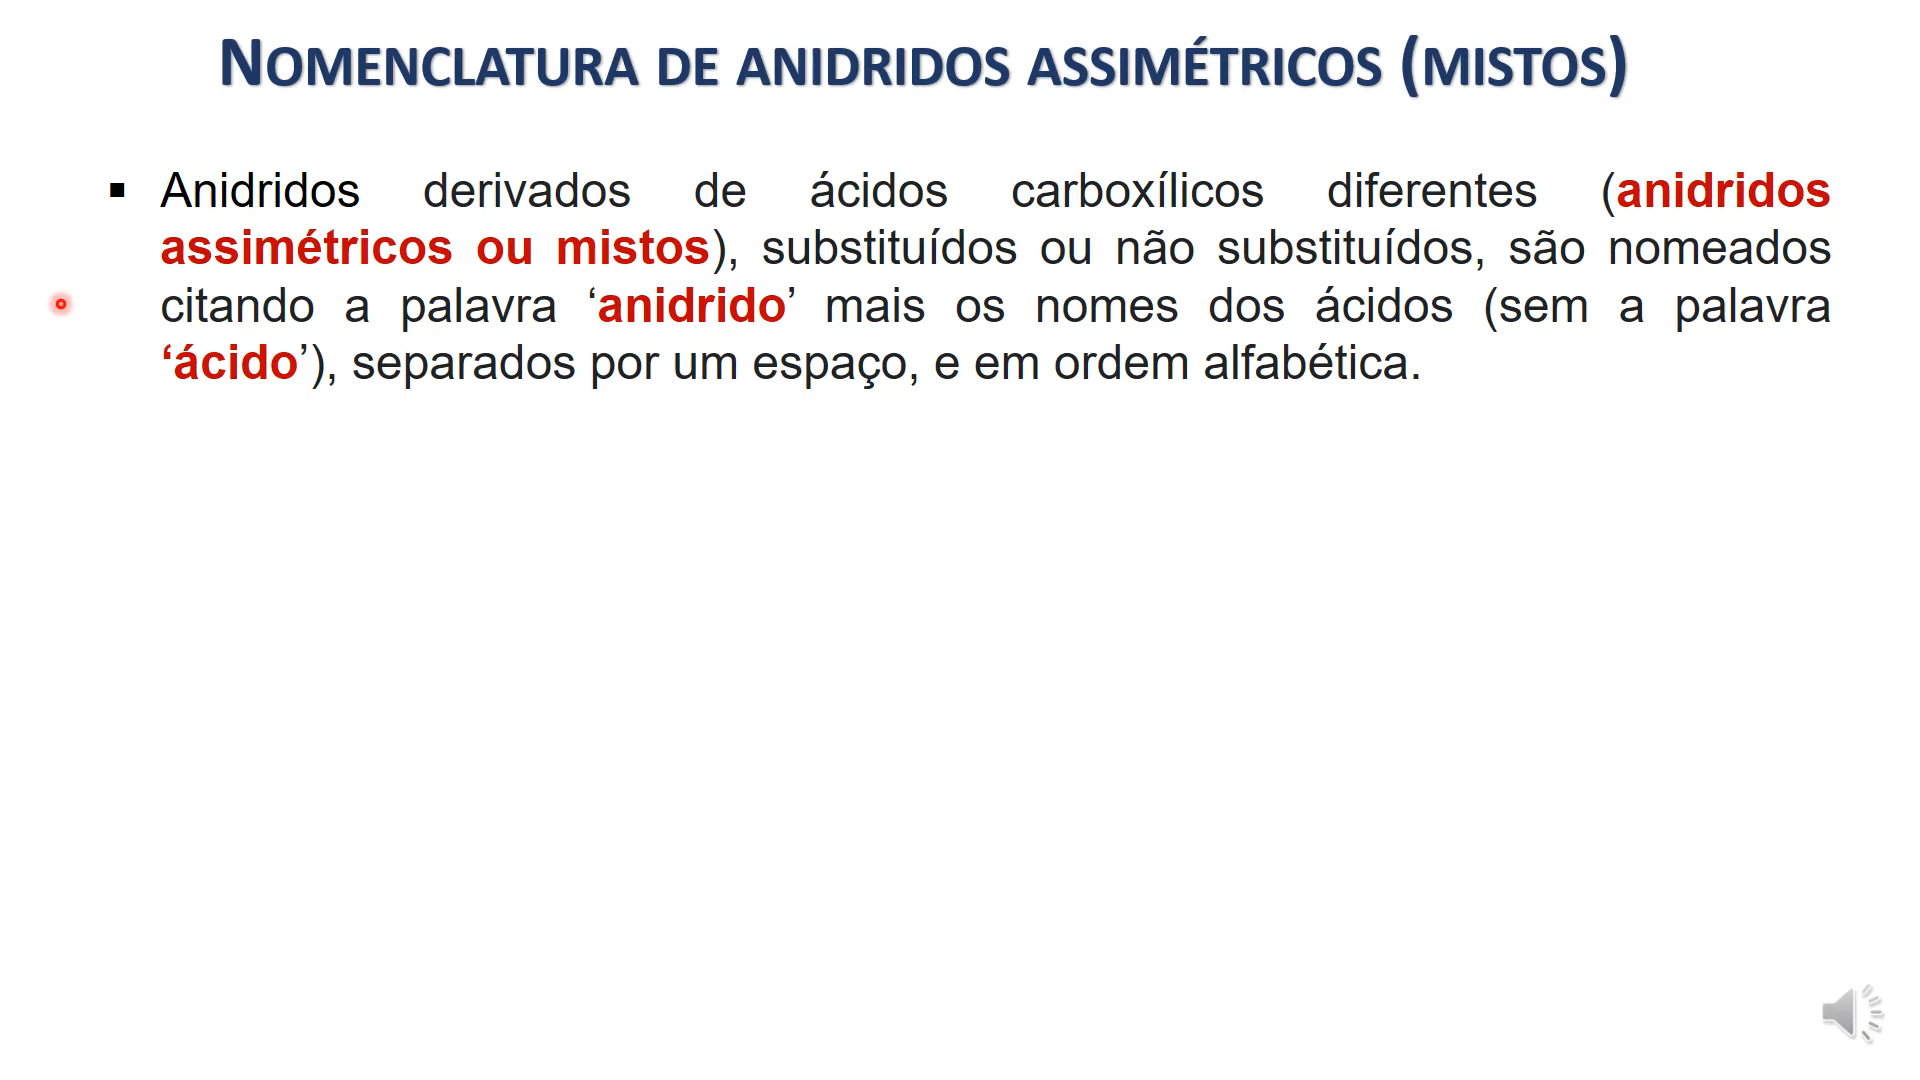 NOMENCLATURA DE ANIDRIDOS ASSIMÉTRICOS (MISTOS)
▪ Anidridos derivados de ácidos carboxílicos diferentes (anidridos
assimétricos ou mistos), substituídos ou não substituídos, são nomeados
citando a palavra ‘anidrido’ mais os nomes dos ácidos (sem a palavra
‘ácido’), separados por um espaço, e em ordem alfabética.